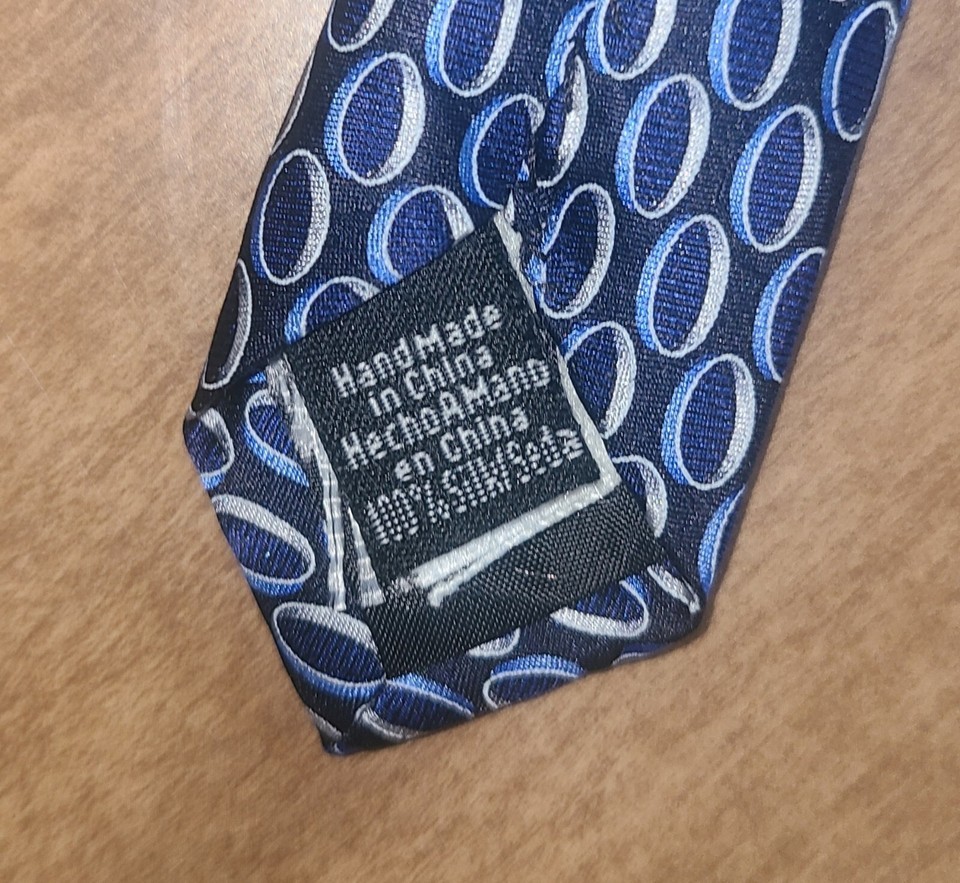 HandMade
in China
HechoAMano
en China
100%Silk/Seda